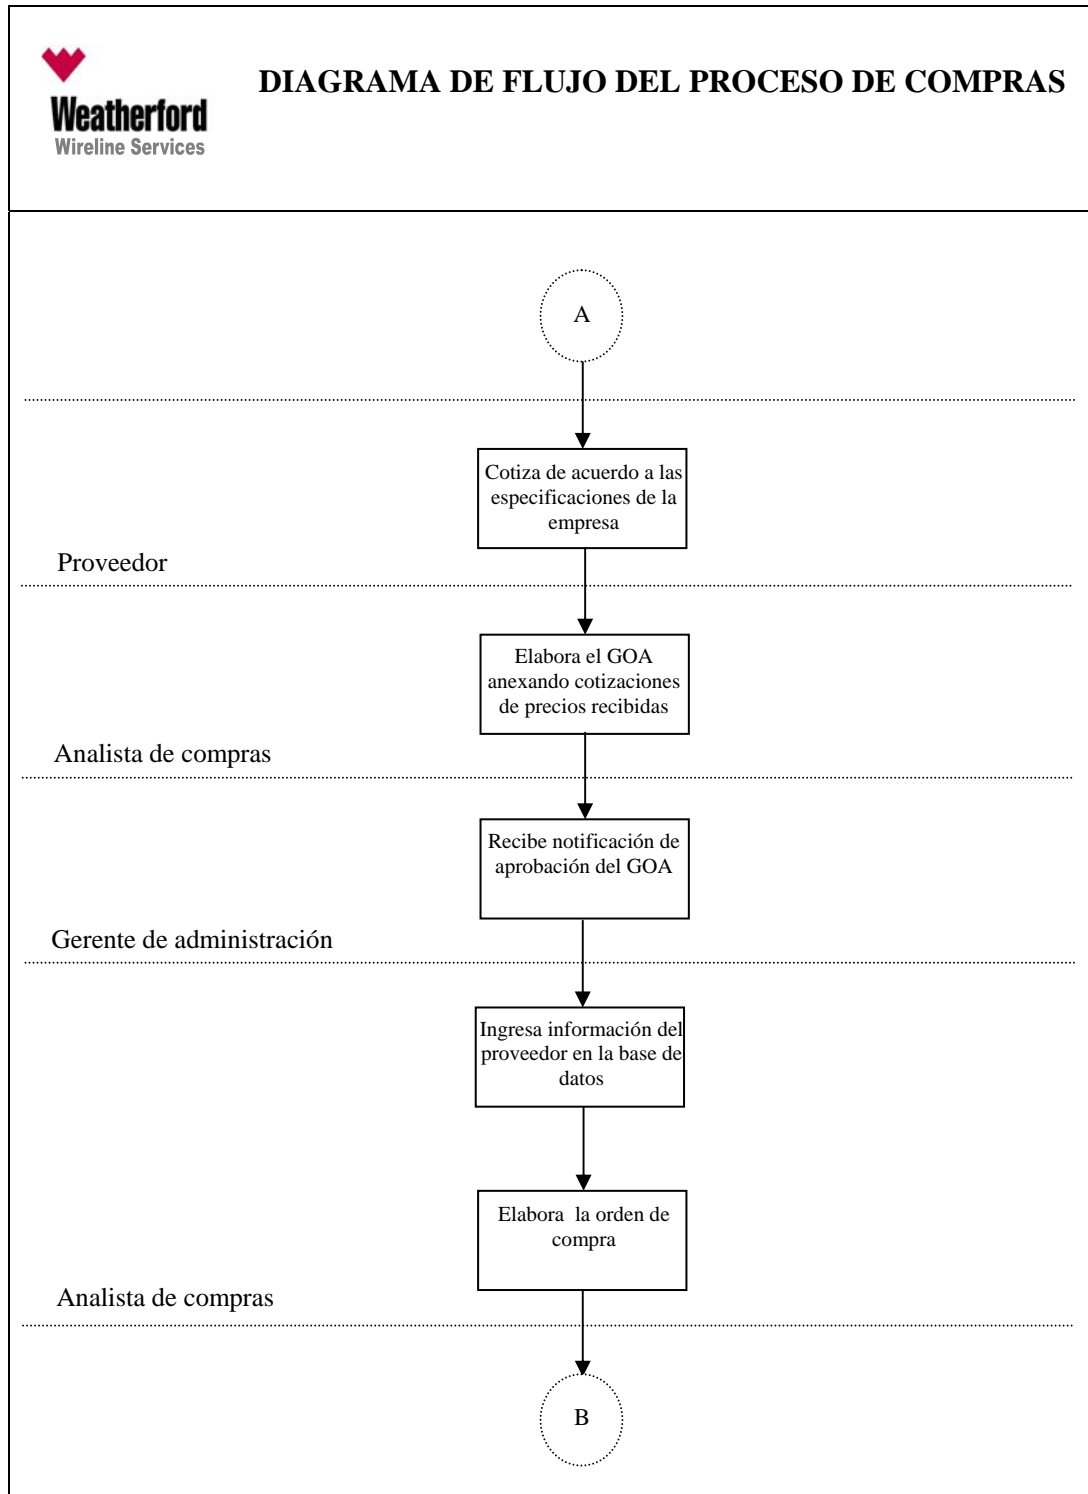 DIAGRAMA DE FLUJO DEL PROCESO DE COMPRAS
Weatherford
Wireline Services
A
Cotiza de acuerdo a las
especificaciones de la
empresa
Proveedor
Elabora el GOA
anexando cotizaciones
de precios recibidas
Analista de compras
Recibe notificación de
aprobación del GOA
Gerente de administración
Ingresa información del
proveedor en la base de
datos
Elabora la orden de
compra
Analista de compras
B